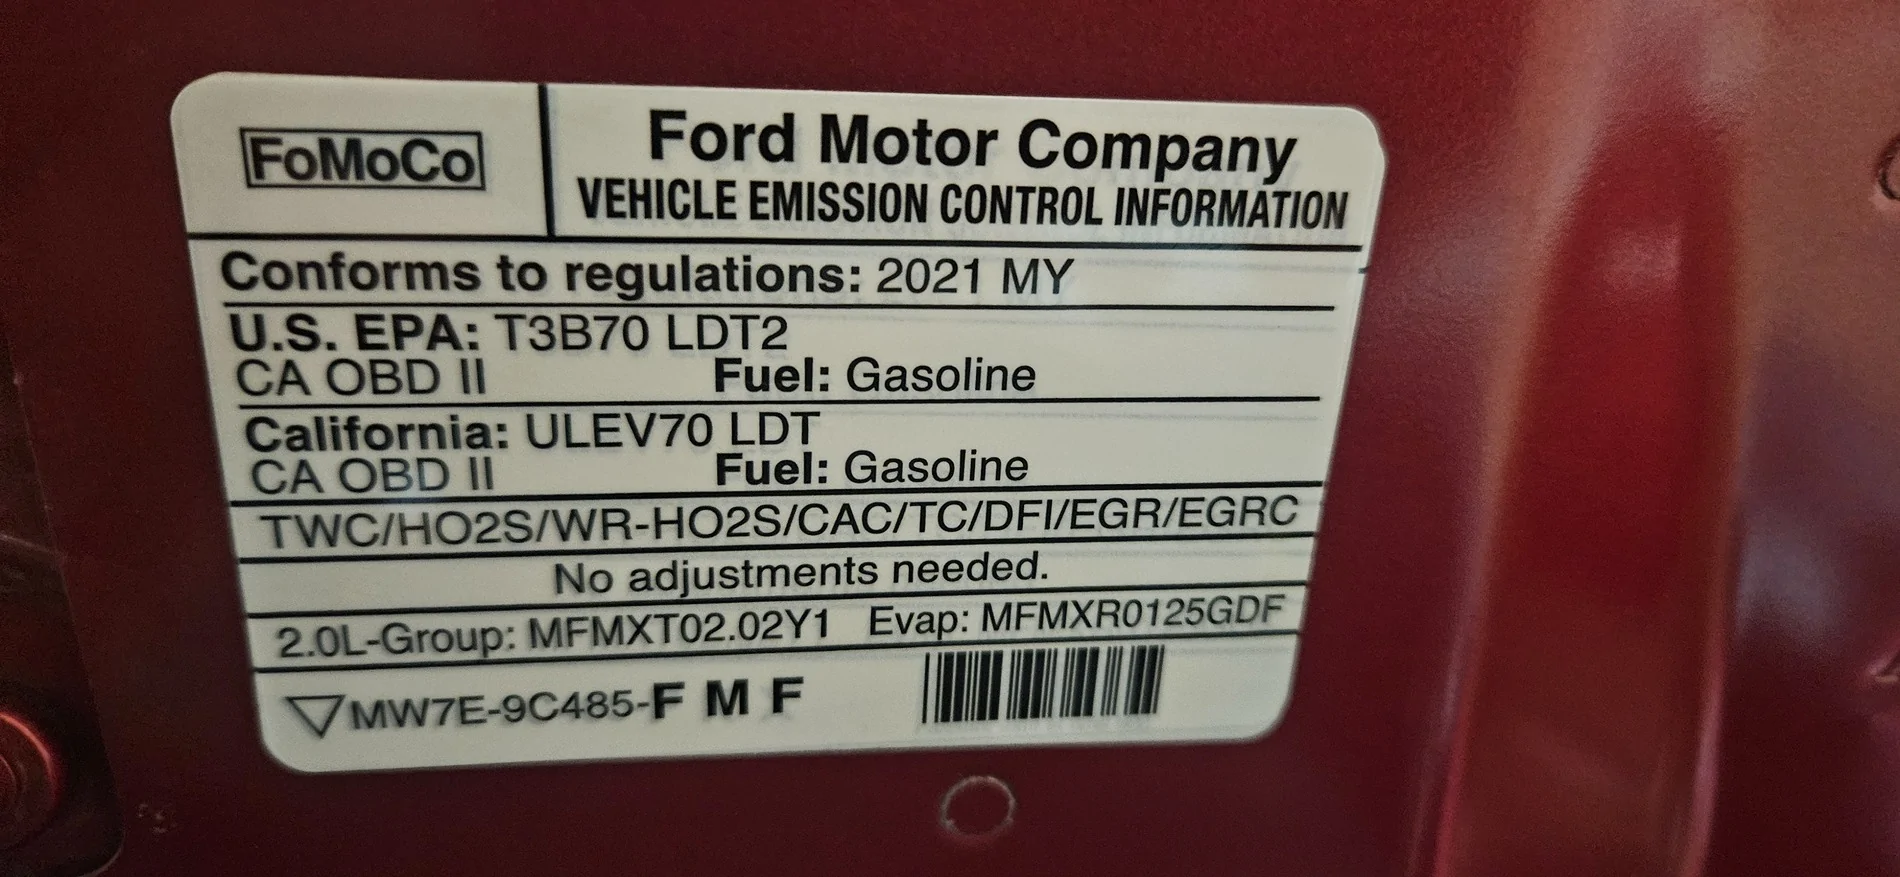 FoMoCo
Ford Motor Company
VEHICLE EMISSION CONTROL INFORMATION
Conforms to regulations: 2021 MY
U.S. EPA: T3B70 LDT2
CA OBD II Fuel: Gasoline
California: ULEV70 LDT
CA OBD II Fuel: Gasoline
TWC/HO2S/WR-HO2S/CAC/TC/DFI/EGR/EGRC
No adjustments needed.
2.0L-Group: MFMXT02.02Y1 Evap: MFMXR0125GDF
▽MW7E-9C485-F M F